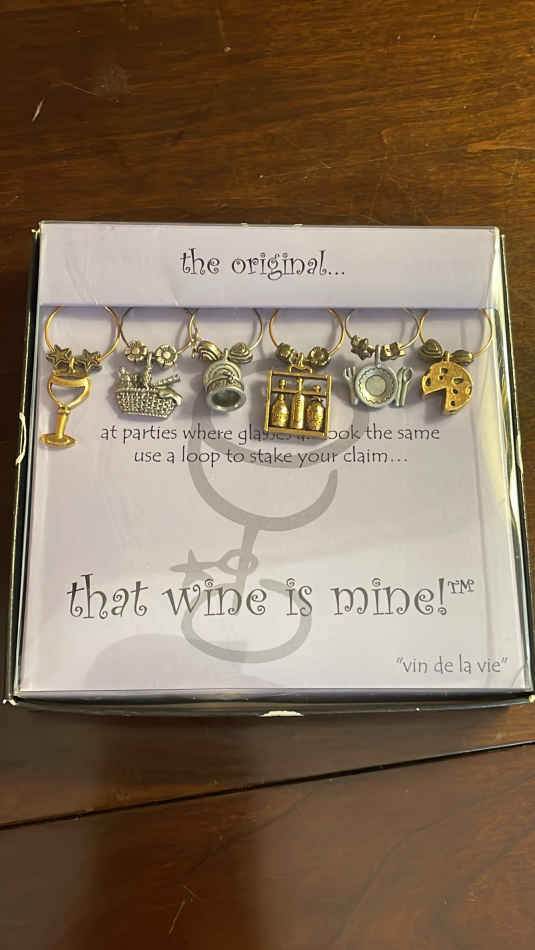 the original...
at parties where glasses look the same
use a loop to stake your claim...
that wine is mine!™
"vin de la vie"